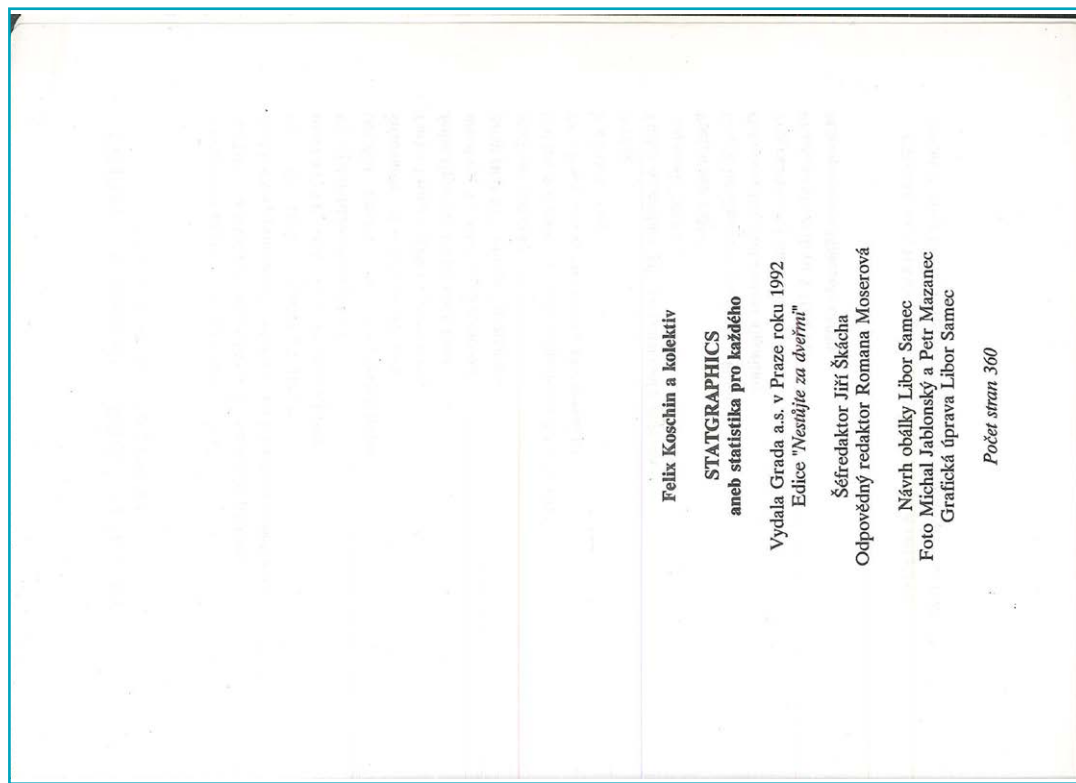 Felix Koschin a kolektiv
STATGRAPHICS
aneb statistika pro každého
Vydala Grada a.s. v Praze roku 1992
Edice "Nestůjte za dveřmi"
Šéfredaktor Jiří Škácha
Odpovědný redaktor Romana Moserová
Návrh obálky Libor Samec
Foto Michal Jablonský a Petr Mazanec
Grafická úprava Libor Samec
Počet stran 360